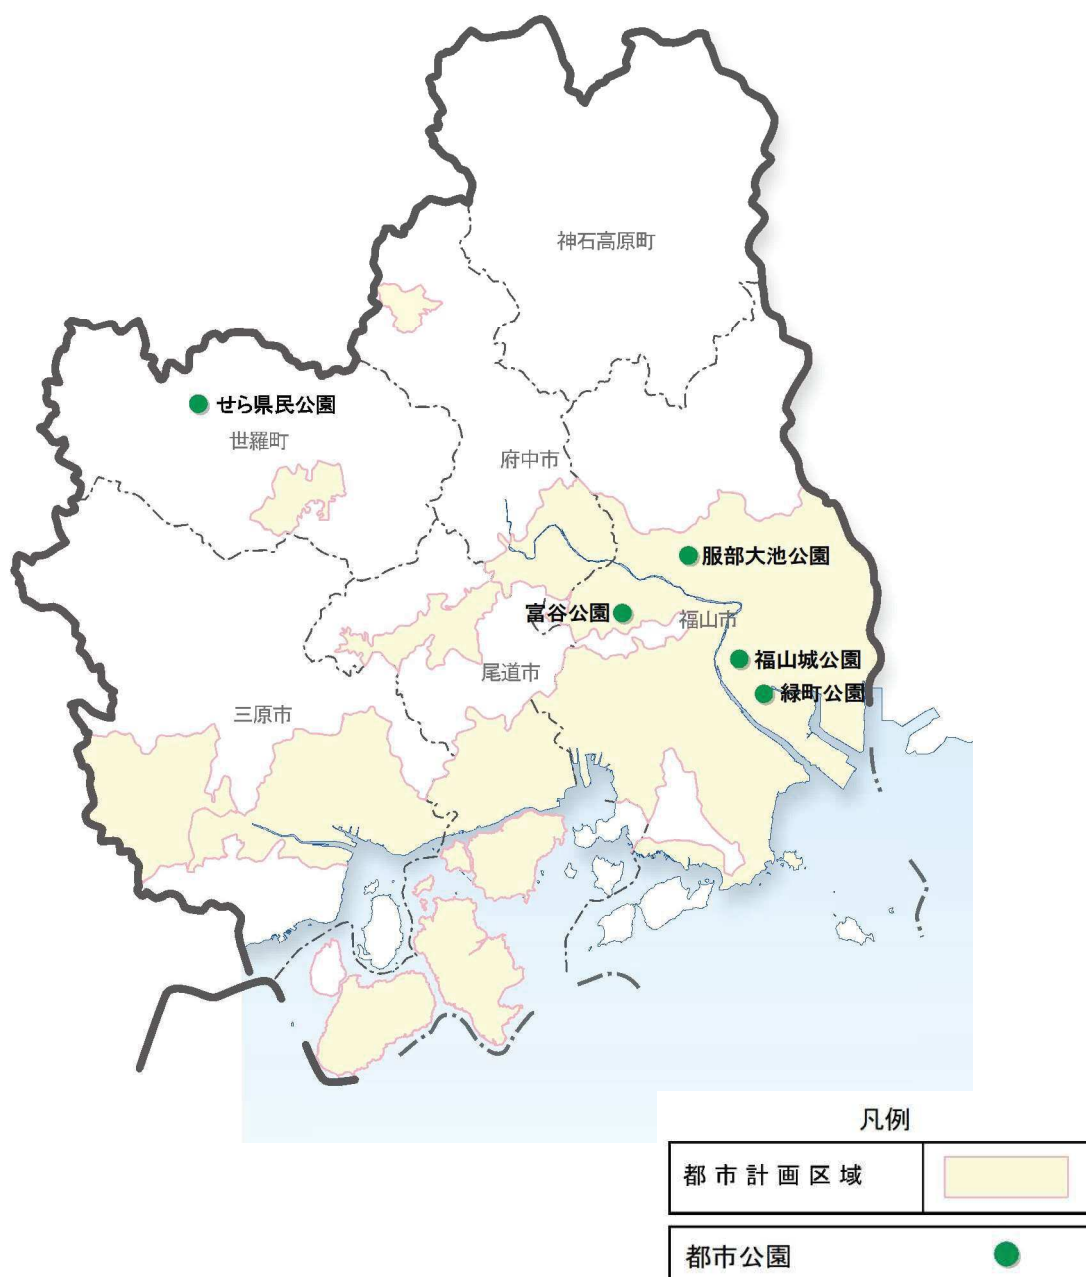 神石高原町
せら県民公園
世羅町
府中市
服部大池公園
富谷公園
福山市
福山城公園
尾道市
緑町公園
三原市
凡例
都市計画区域
都市公園